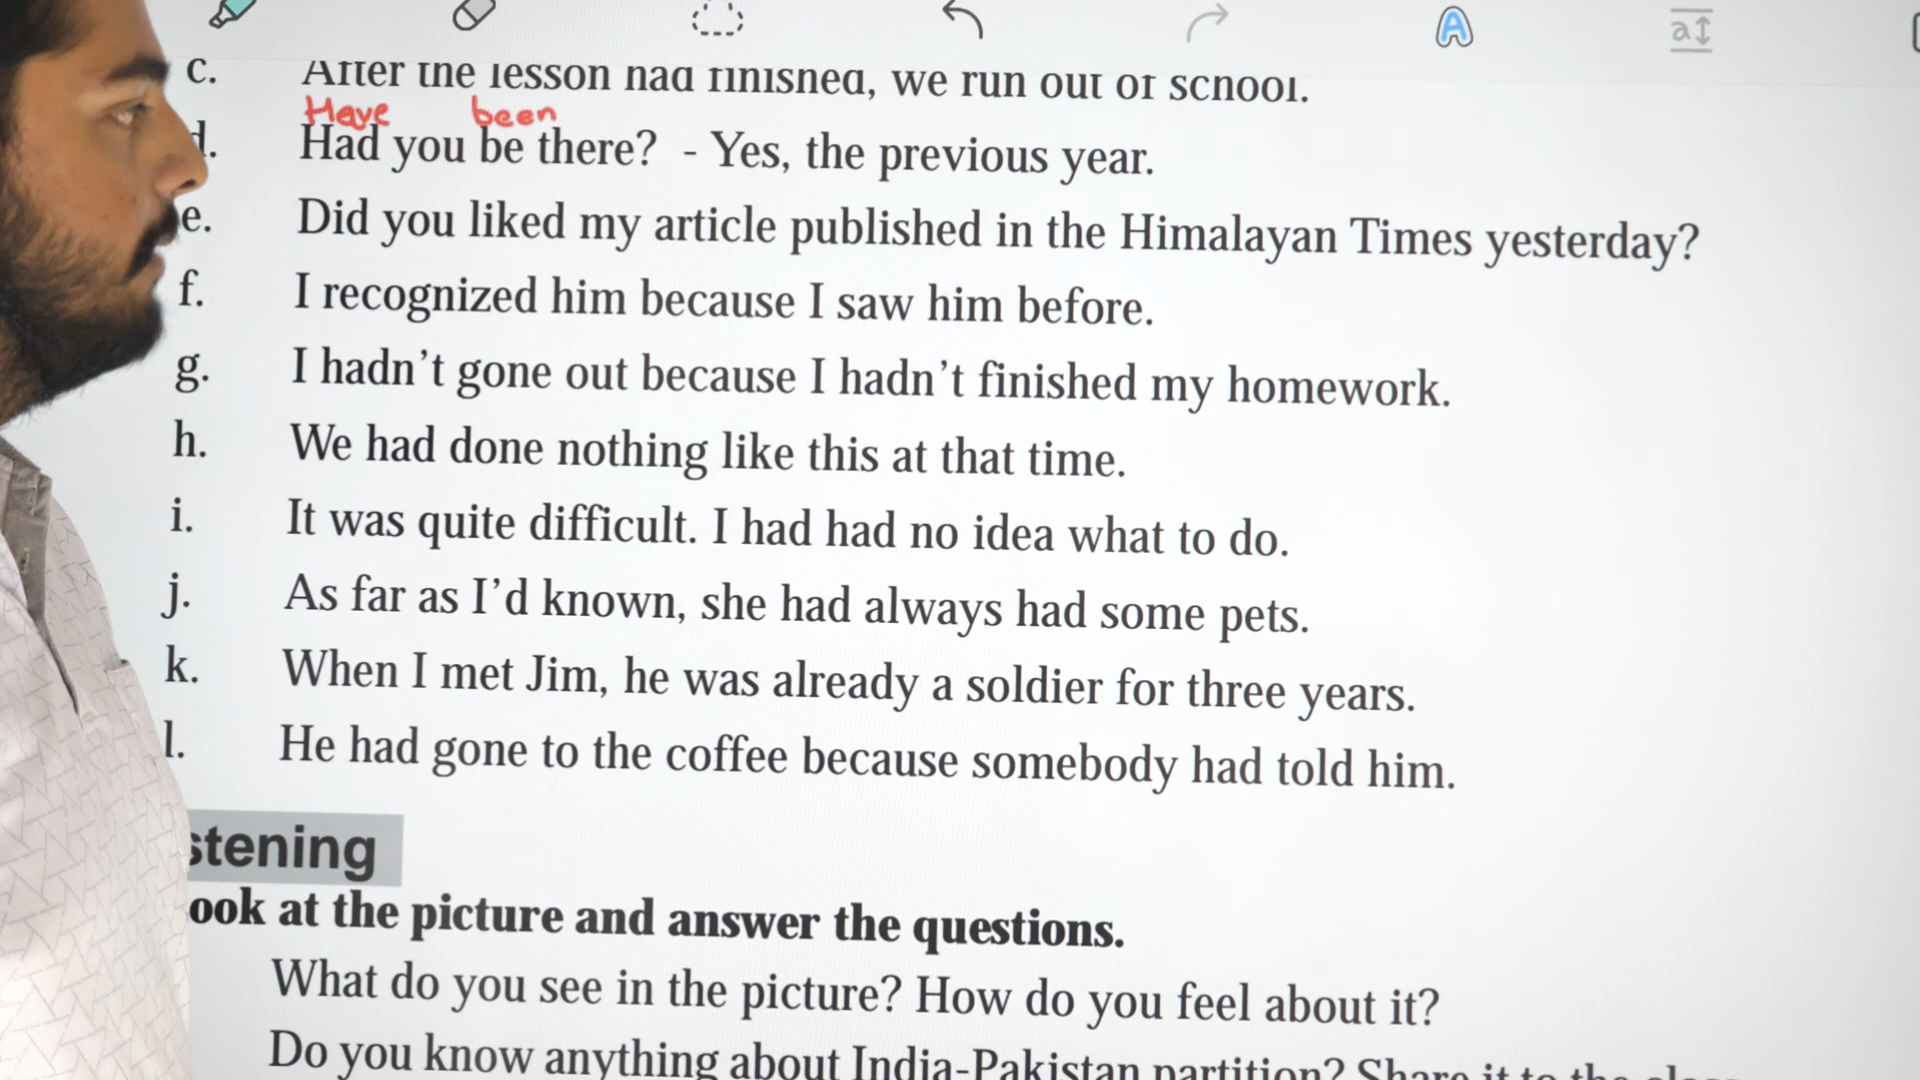 A
a
c. After the lesson had finished, we run out of school.
Have been
d. Had you be there? - Yes, the previous year.
e. Did you liked my article published in the Himalayan Times yesterday?
f. I recognized him because I saw him before.
g. I hadn't gone out because I hadn't finished my homework.
h. We had done nothing like this at that time.
i. It was quite difficult. I had had no idea what to do.
j. As far as I'd known, she had always had some pets.
k. When I met Jim, he was already a soldier for three years.
l. He had gone to the coffee because somebody had told him.
stening
ook at the picture and answer the questions.
What do you see in the picture? How do you feel about it?
Do you know anything about India-Pakistan partition? Share it to the class